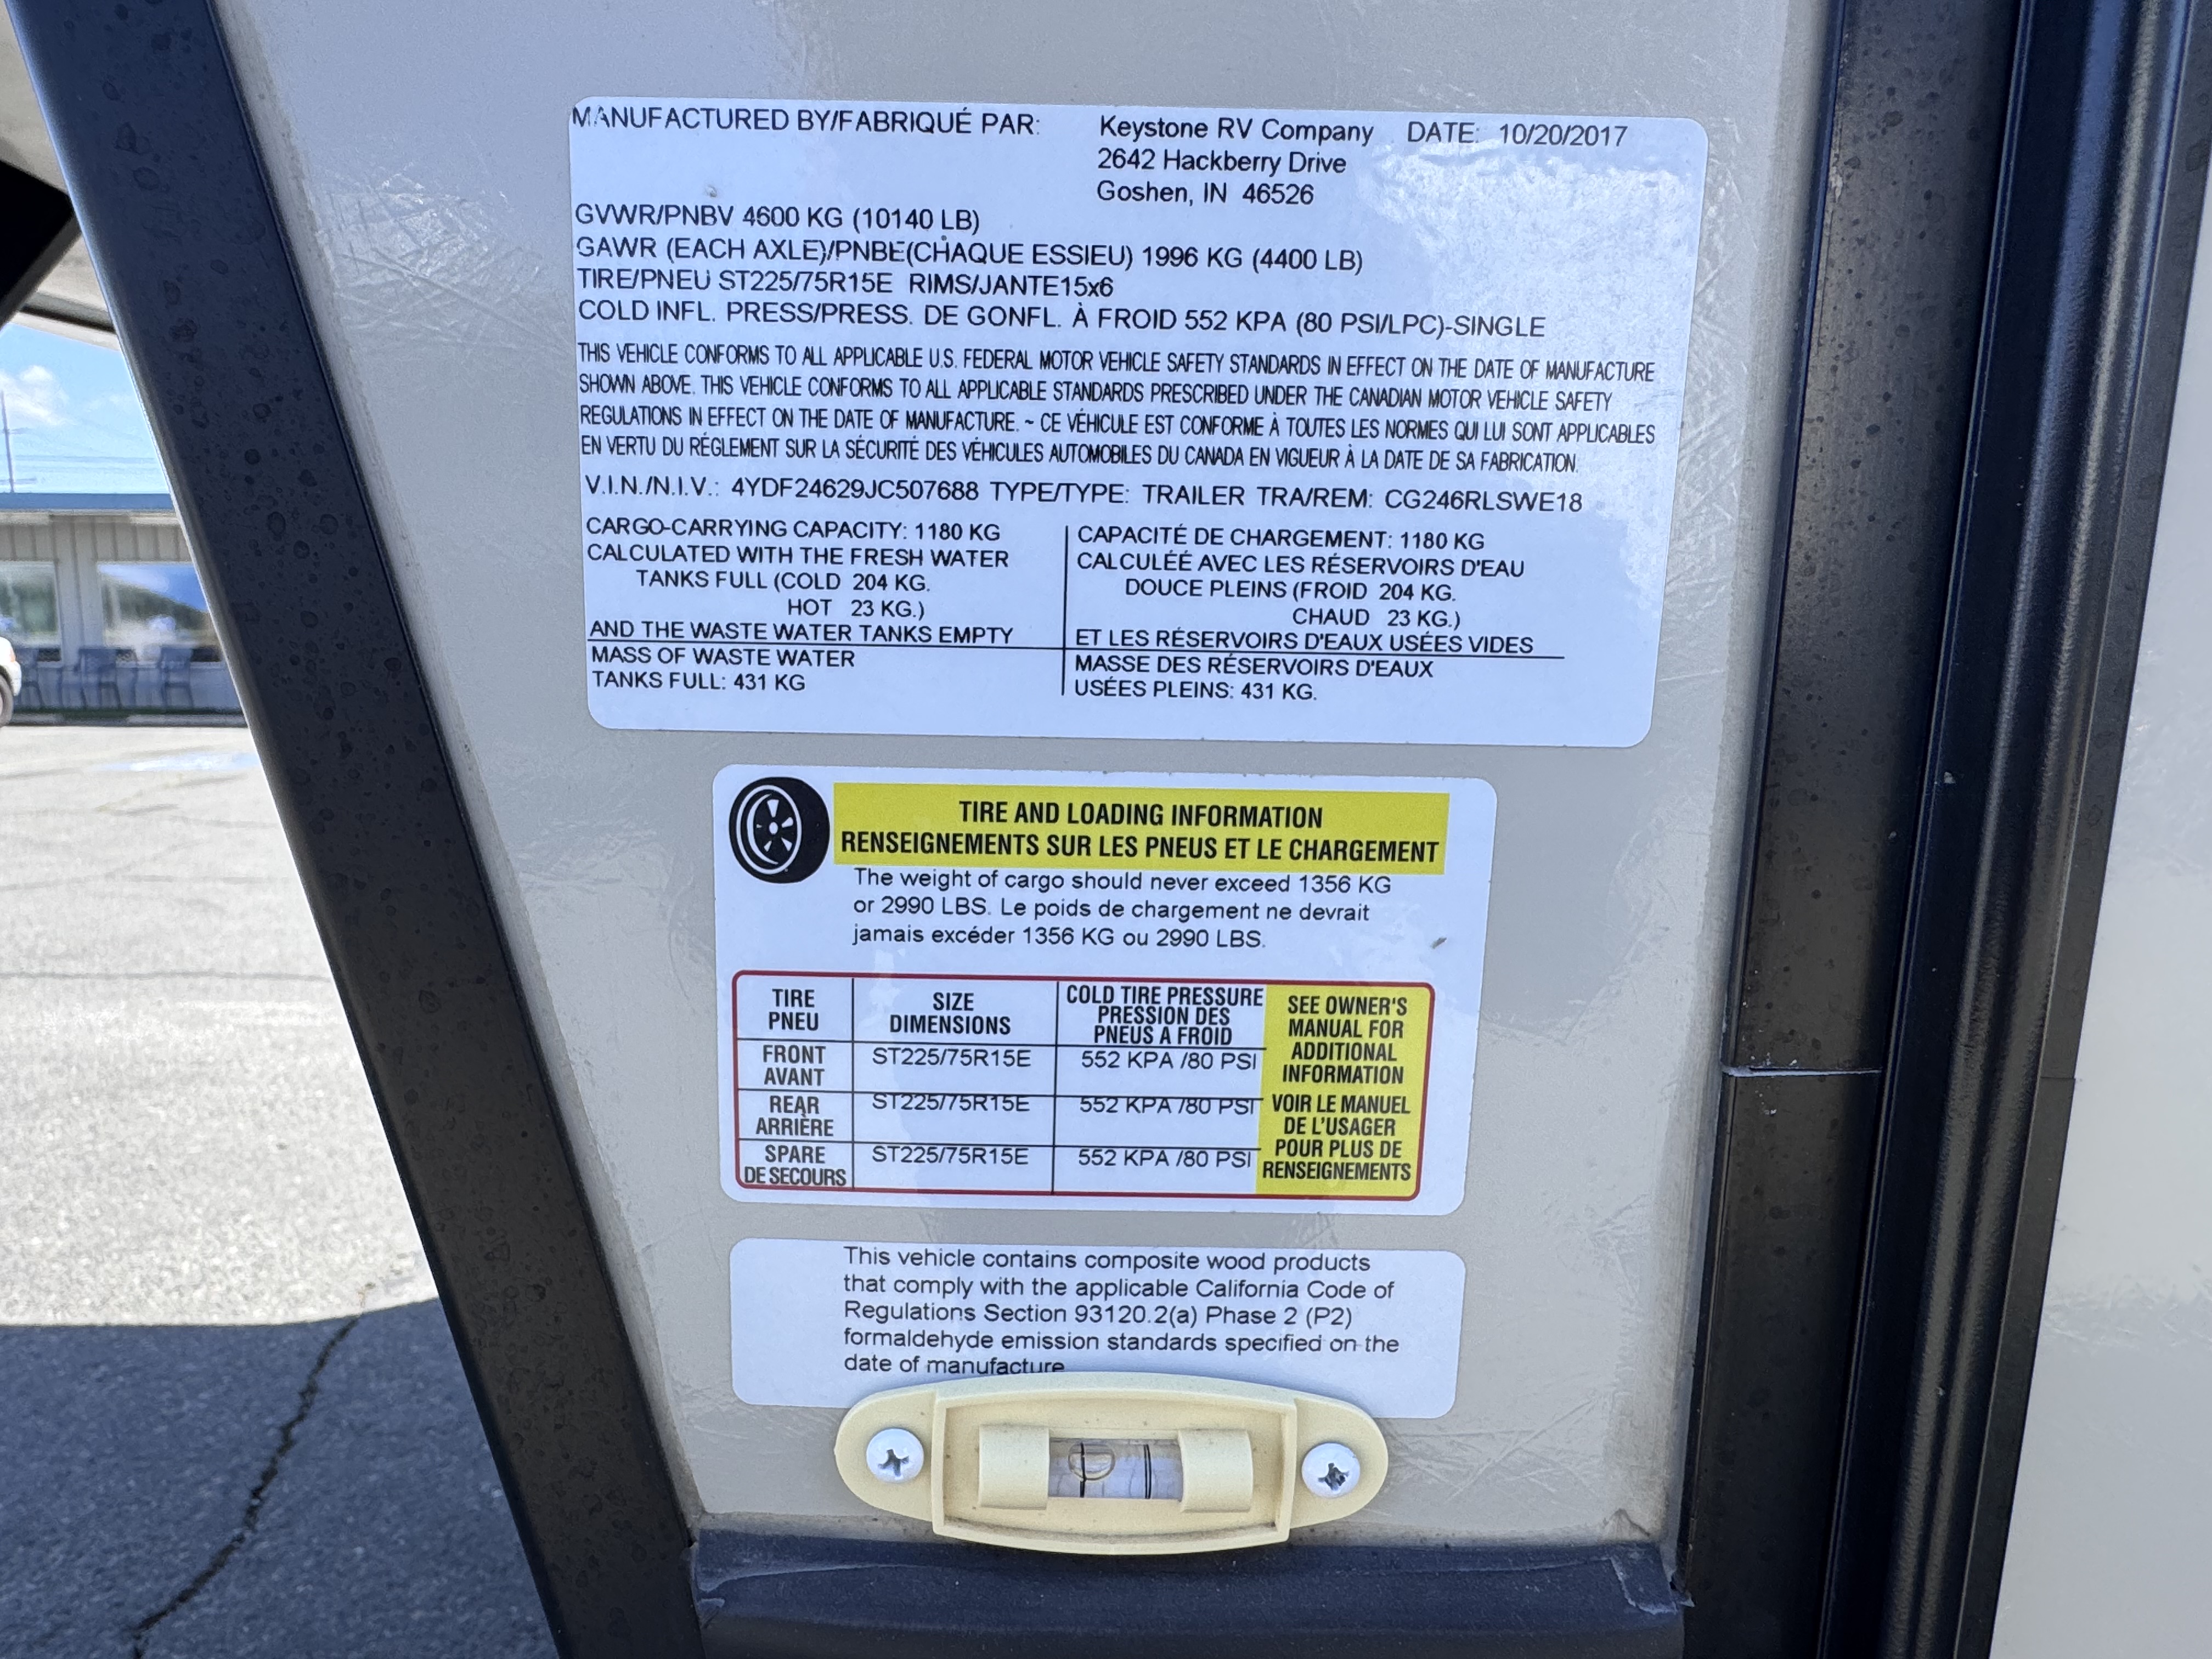 MANUFACTURED BY/FABRIQUÉ PAR: Keystone RV Company DATE: 10/20/2017
2642 Hackberry Drive
Goshen, IN 46526
GVWR/PNBV 4600 KG (10140 LB)
GAWR (EACH AXLE)/PNBE(CHAQUE ESSIEU) 1996 KG (4400 LB)
TIRE/PNEU ST225/75R15E RIMS/JANTE15x6
COLD INFL. PRESS/PRESS. DE GONFL. À FROID 552 KPA (80 PSI/LPC)-SINGLE
THIS VEHICLE CONFORMS TO ALL APPLICABLE U.S. FEDERAL MOTOR VEHICLE SAFETY STANDARDS IN EFFECT ON THE DATE OF MANUFACTURE
SHOWN ABOVE. THIS VEHICLE CONFORMS TO ALL APPLICABLE STANDARDS PRESCRIBED UNDER THE CANADIAN MOTOR VEHICLE SAFETY
REGULATIONS IN EFFECT ON THE DATE OF MANUFACTURE. ~ CE VÉHICULE EST CONFORME À TOUTES LES NORMES QUI LUI SONT APPLICABLES
EN VERTU DU RÉGLEMENT SUR LA SÉCURITÉ DES VÉHICULES AUTOMOBILES DU CANADA EN VIGUEUR À LA DATE DE SA FABRICATION.
V.I.N./N.I.V.: 4YDF24629JC507688 TYPE/TYPE: TRAILER TRA/REM: CG246RLSWE18
CARGO-CARRYING CAPACITY: 1180 KG
CALCULATED WITH THE FRESH WATER
TANKS FULL (COLD 204 KG.
HOT 23 KG.)
AND THE WASTE WATER TANKS EMPTY
MASS OF WASTE WATER
TANKS FULL: 431 KG
CAPACITÉ DE CHARGEMENT: 1180 KG
CALCULÉÉ AVEC LES RÉSERVOIRS D'EAU
DOUCE PLEINS (FROID 204 KG.
CHAUD 23 KG.)
ET LES RÉSERVOIRS D'EAUX USÉES VIDES
MASSE DES RÉSERVOIRS D'EAUX
USÉES PLEINS: 431 KG.
TIRE AND LOADING INFORMATION
RENSEIGNEMENTS SUR LES PNEUS ET LE CHARGEMENT
The weight of cargo should never exceed 1356 KG
or 2990 LBS. Le poids de chargement ne devrait
jamais excéder 1356 KG ou 2990 LBS.
TIRE
PNEU
SIZE
DIMENSIONS
COLD TIRE PRESSURE
PRESSION DES
PNEUS A FROID
FRONT
AVANT
ST225/75R15E
552 KPA /80 PSI
REAR
ARRIÈRE
ST225/75R15E
552 KPA /80 PSI
SPARE
DE SECOURS
ST225/75R15E
552 KPA /80 PSI
SEE OWNER'S
MANUAL FOR
ADDITIONAL
INFORMATION
VOIR LE MANUEL
DE L'USAGER
POUR PLUS DE
RENSEIGNEMENTS
This vehicle contains composite wood products
that comply with the applicable California Code of
Regulations Section 93120.2(a) Phase 2 (P2)
formaldehyde emission standards specified on the
date of manufacture